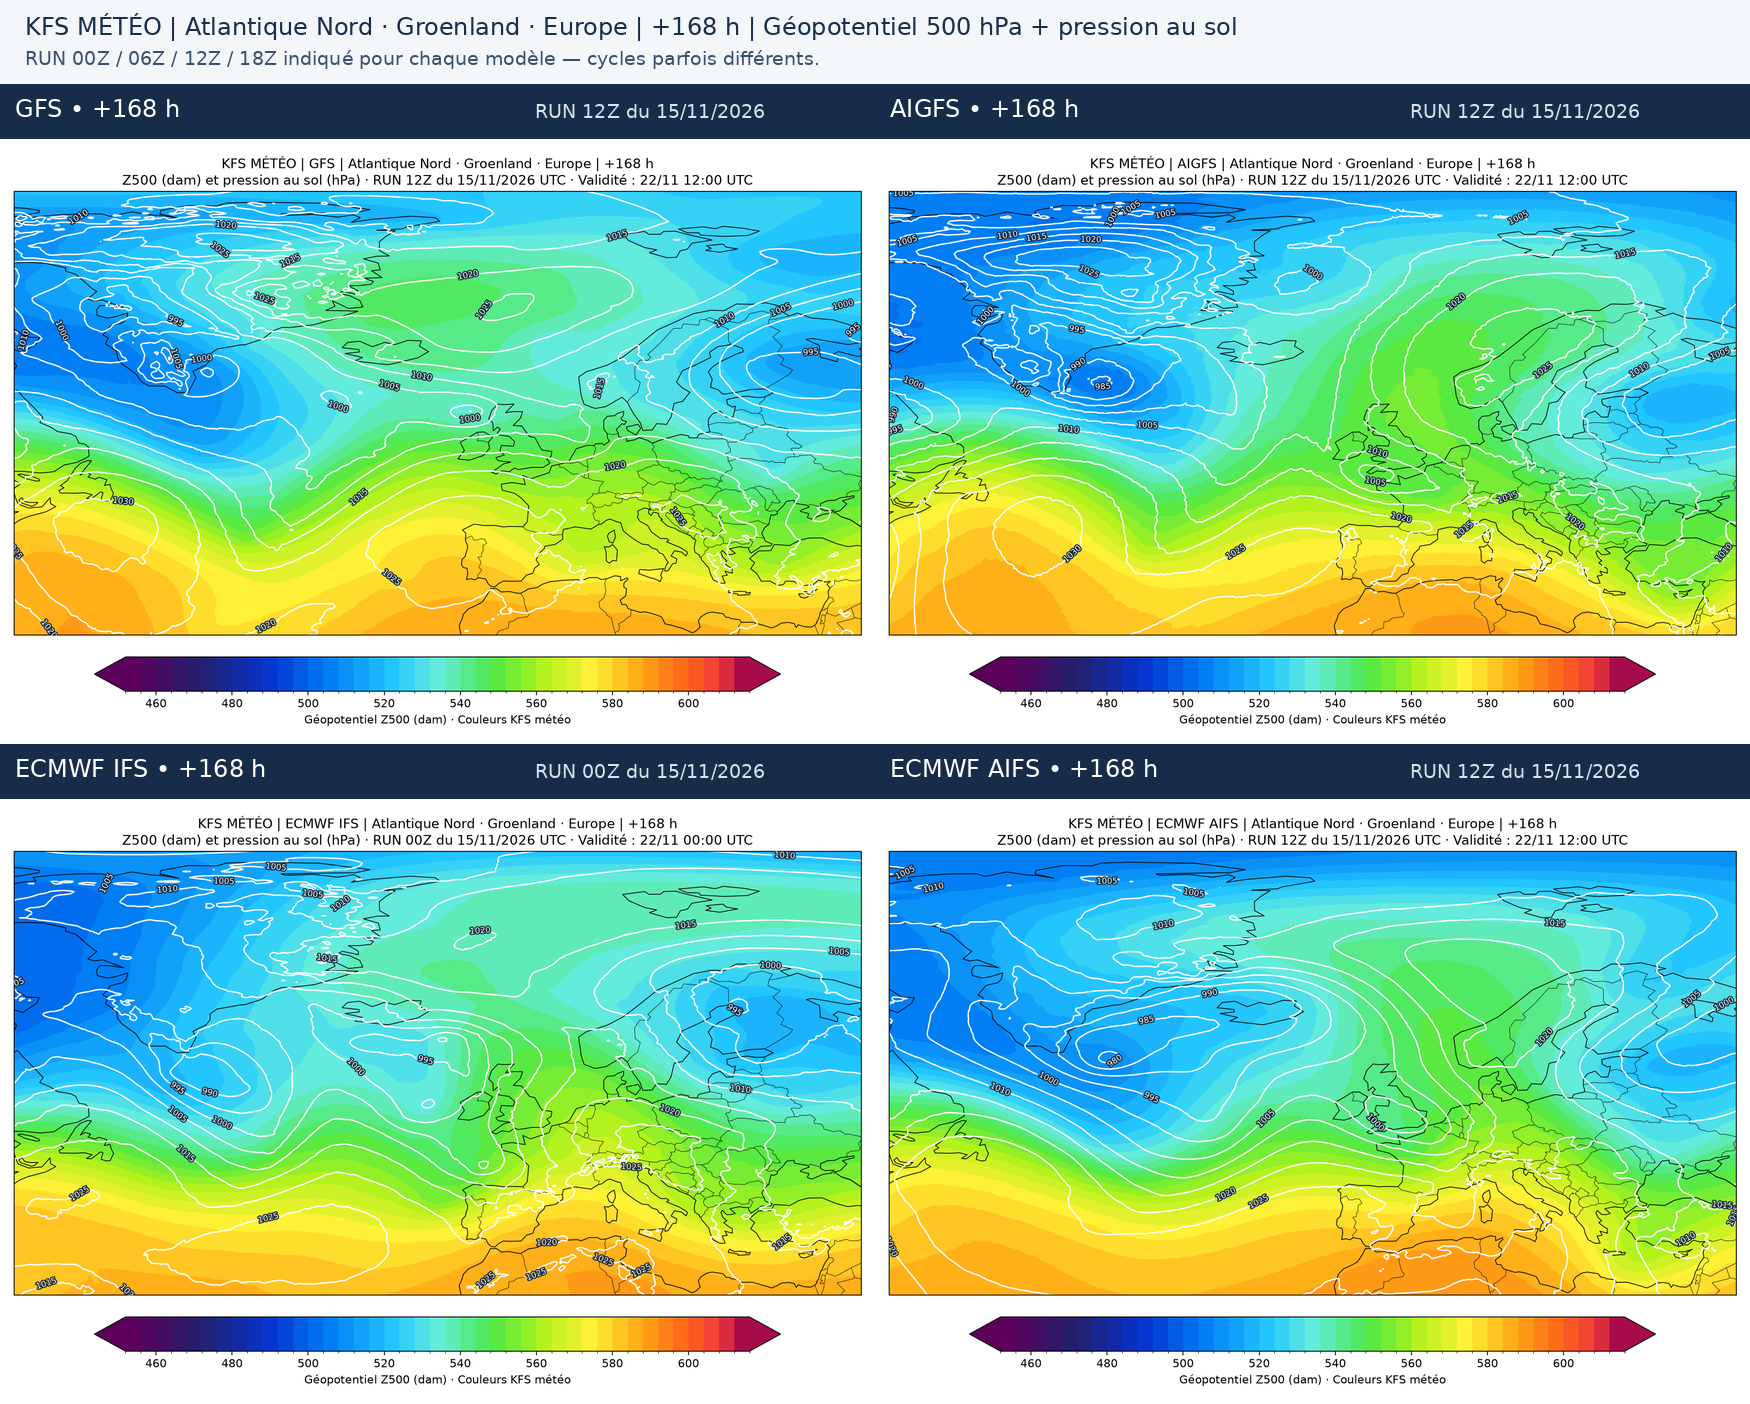 KFS MÉTÉO | Atlantique Nord · Groenland · Europe | +168 h | Géopotentiel 500 hPa + pression au sol
RUN 00Z / 06Z / 12Z / 18Z indiqué pour chaque modèle — cycles parfois différents.
GFS • +168 h
RUN 12Z du 15/11/2026
AIGFS • +168 h
RUN 12Z du 15/11/2026
KFS MÉTÉO | GFS | Atlantique Nord · Groenland · Europe | +168 h
Z500 (dam) et pression au sol (hPa) · RUN 12Z du 15/11/2026 UTC · Validité : 22/11 12:00 UTC
KFS MÉTÉO | AIGFS | Atlantique Nord · Groenland · Europe | +168 h
Z500 (dam) et pression au sol (hPa) · RUN 12Z du 15/11/2026 UTC · Validité : 22/11 12:00 UTC
460 480 500 520 540 560 580 600
Géopotentiel Z500 (dam) · Couleurs KFS météo
460 480 500 520 540 560 580 600
Géopotentiel Z500 (dam) · Couleurs KFS météo
ECMWF IFS • +168 h
RUN 00Z du 15/11/2026
ECMWF AIFS • +168 h
RUN 12Z du 15/11/2026
KFS MÉTÉO | ECMWF IFS | Atlantique Nord · Groenland · Europe | +168 h
Z500 (dam) et pression au sol (hPa) · RUN 00Z du 15/11/2026 UTC · Validité : 22/11 00:00 UTC
KFS MÉTÉO | ECMWF AIFS | Atlantique Nord · Groenland · Europe | +168 h
Z500 (dam) et pression au sol (hPa) · RUN 12Z du 15/11/2026 UTC · Validité : 22/11 12:00 UTC
460 480 500 520 540 560 580 600
Géopotentiel Z500 (dam) · Couleurs KFS météo
460 480 500 520 540 560 580 600
Géopotentiel Z500 (dam) · Couleurs KFS météo